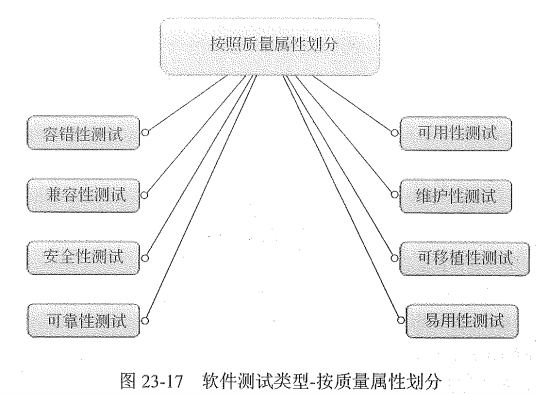 按照质量属性划分
容错性测试
可用性测试
兼容性测试
维护性测试
安全性测试
可移植性测试
可靠性测试
易用性测试
图 23-17 软件测试类型-按质量属性划分